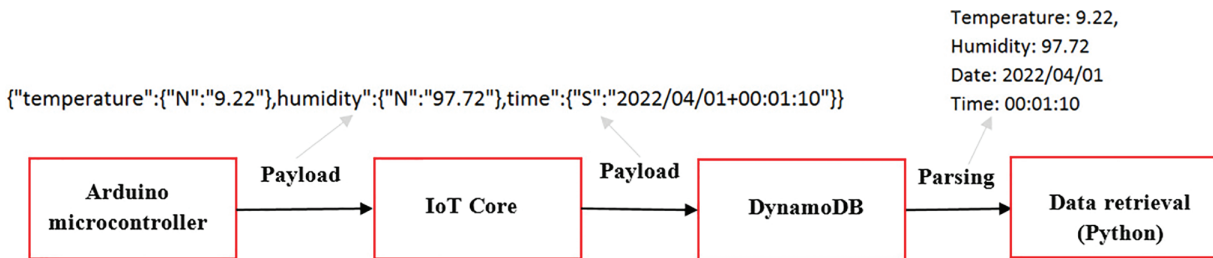 Temperature: 9.22,
Humidity: 97.72
Date: 2022/04/01
Time: 00:01:10
{"temperature":{"N":"9.22"},humidity":{"N":"97.72"},time":{"S":"2022/04/01+00:01:10"}}
Payload
Payload
Parsing
Arduino
microcontroller
IoT Core
DynamoDB
Data retrieval
(Python)